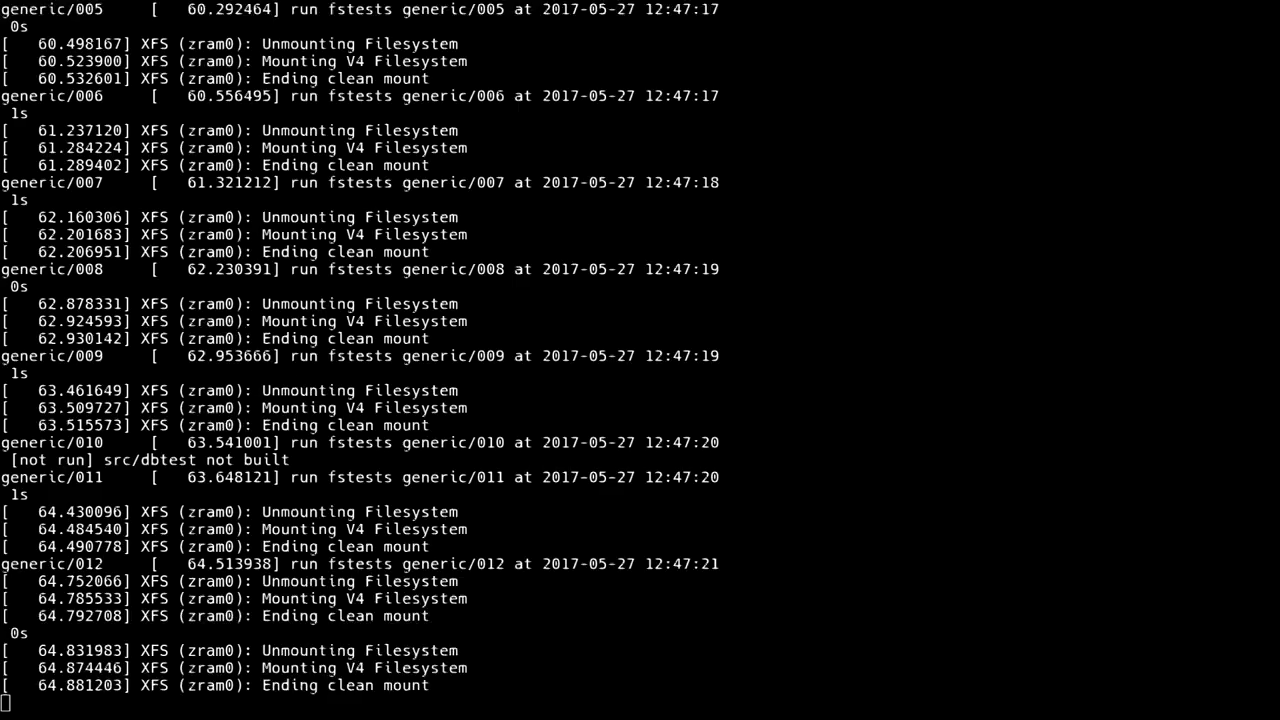 generic/005     [   60.292464] run fstests generic/005 at 2017-05-27 12:47:17
 0s
[   60.498167] XFS (zram0): Unmounting Filesystem
[   60.523900] XFS (zram0): Mounting V4 Filesystem
[   60.532601] XFS (zram0): Ending clean mount
generic/006     [   60.556495] run fstests generic/006 at 2017-05-27 12:47:17
 1s
[   61.237120] XFS (zram0): Unmounting Filesystem
[   61.284224] XFS (zram0): Mounting V4 Filesystem
[   61.289402] XFS (zram0): Ending clean mount
generic/007     [   61.321212] run fstests generic/007 at 2017-05-27 12:47:18
 1s
[   62.160306] XFS (zram0): Unmounting Filesystem
[   62.201683] XFS (zram0): Mounting V4 Filesystem
[   62.206951] XFS (zram0): Ending clean mount
generic/008     [   62.230391] run fstests generic/008 at 2017-05-27 12:47:19
 0s
[   62.878331] XFS (zram0): Unmounting Filesystem
[   62.924593] XFS (zram0): Mounting V4 Filesystem
[   62.930142] XFS (zram0): Ending clean mount
generic/009     [   62.953666] run fstests generic/009 at 2017-05-27 12:47:19
 1s
[   63.461649] XFS (zram0): Unmounting Filesystem
[   63.509727] XFS (zram0): Mounting V4 Filesystem
[   63.515573] XFS (zram0): Ending clean mount
generic/010     [   63.541001] run fstests generic/010 at 2017-05-27 12:47:20
 [not run] src/dbtest not built
generic/011     [   63.648121] run fstests generic/011 at 2017-05-27 12:47:20
 1s
[   64.430096] XFS (zram0): Unmounting Filesystem
[   64.484540] XFS (zram0): Mounting V4 Filesystem
[   64.490778] XFS (zram0): Ending clean mount
generic/012     [   64.513938] run fstests generic/012 at 2017-05-27 12:47:21
[   64.752066] XFS (zram0): Unmounting Filesystem
[   64.785533] XFS (zram0): Mounting V4 Filesystem
[   64.792708] XFS (zram0): Ending clean mount
 0s
[   64.831983] XFS (zram0): Unmounting Filesystem
[   64.874446] XFS (zram0): Mounting V4 Filesystem
[   64.881203] XFS (zram0): Ending clean mount